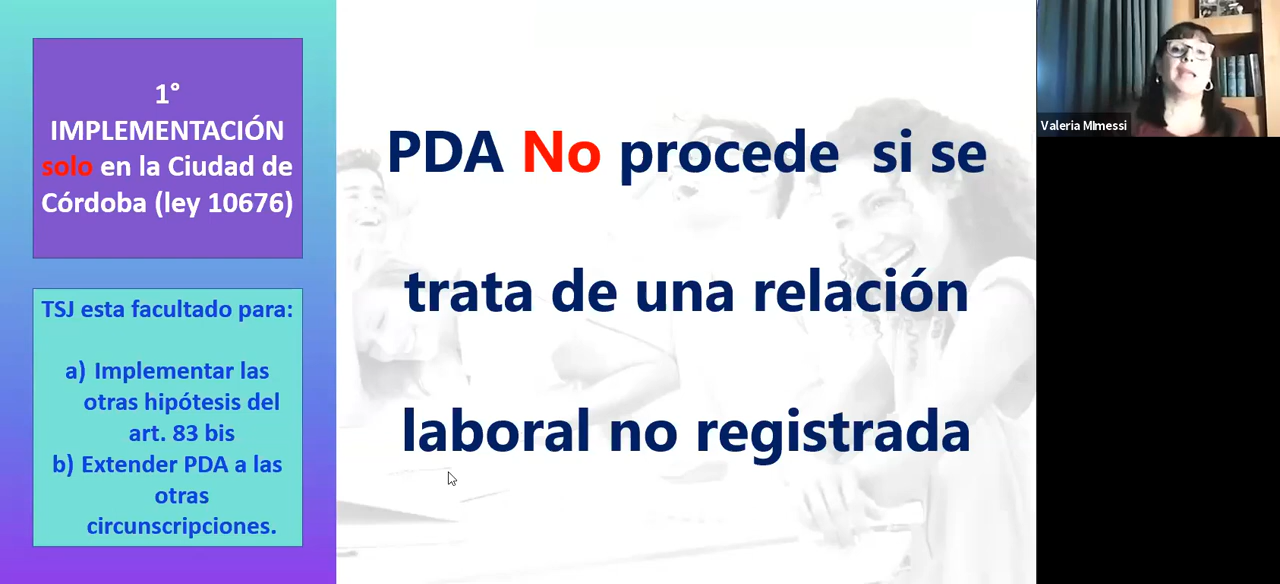 1°
IMPLEMENTACIÓN
solo en la Ciudad de
Córdoba (ley 10676)
TSJ esta facultado para:
a) Implementar las
otras hipótesis del
art. 83 bis
b) Extender PDA a las
otras
circunscripciones.
PDA No procede si se
trata de una relación
laboral no registrada
Valeria MImessi